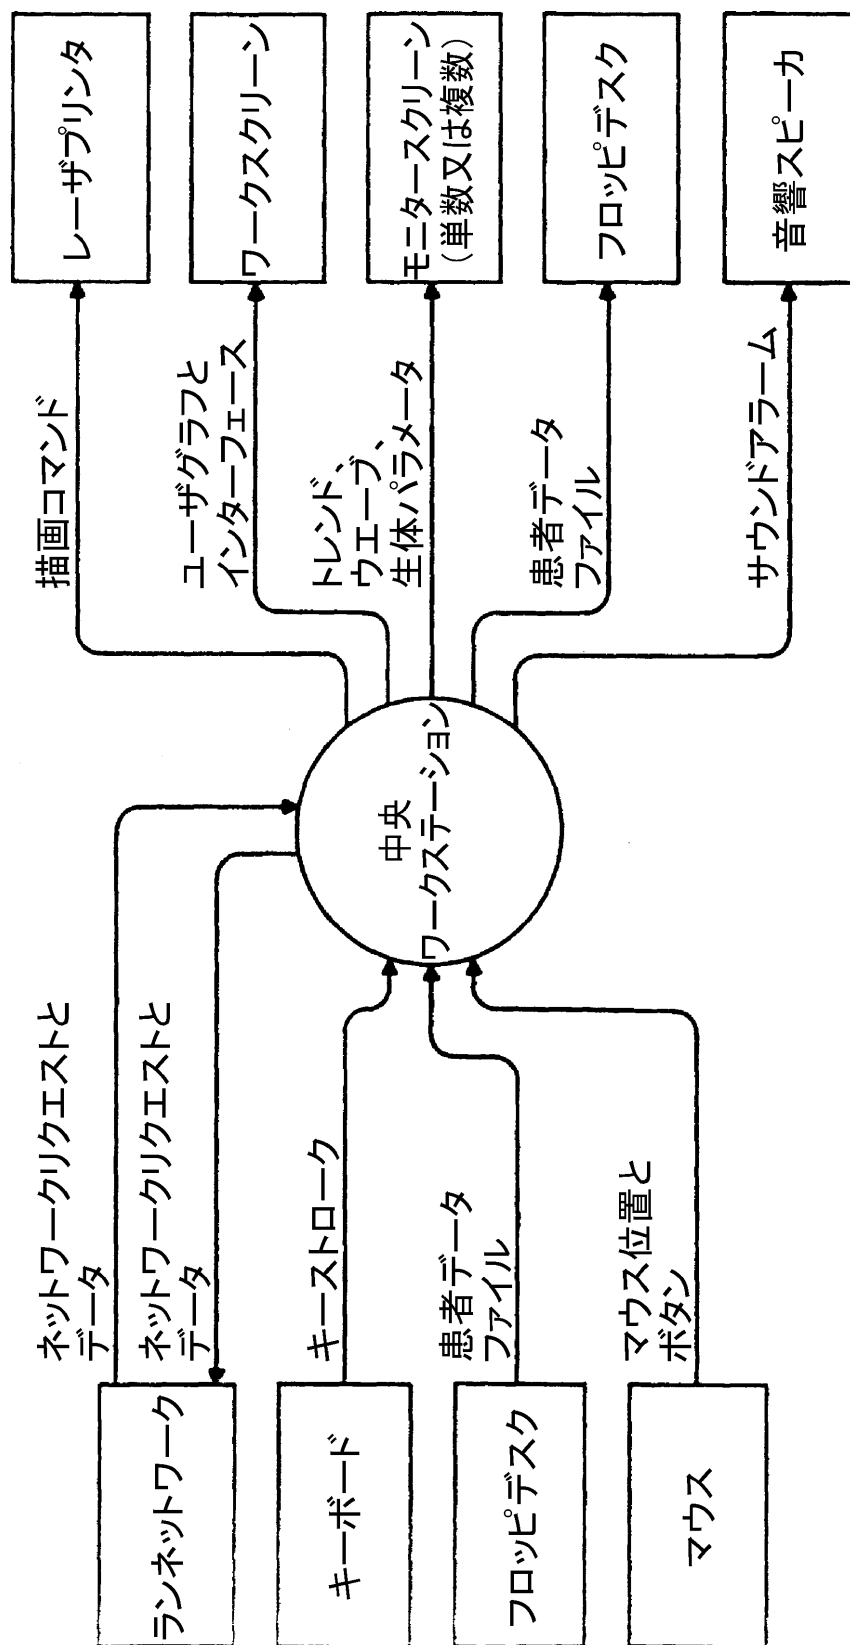 ランネットワーク
キーボード
フロッピデスク
マウス
ネットワークリクエストと
データ
ネットワークリクエストと
データ
キーストローク
患者データ
ファイル
マウス位置と
ボタン
中央
ワークステーション
描画コマンド
ユーザグラフと
インターフェース
トレンド、
ウエーブ、
生体パラメータ
患者データ
ファイル
サウンドアラーム
レーザプリンタ
ワークスクリーン
モニタースクリーン
(単数又は複数)
フロッピデスク
音響スピーカ